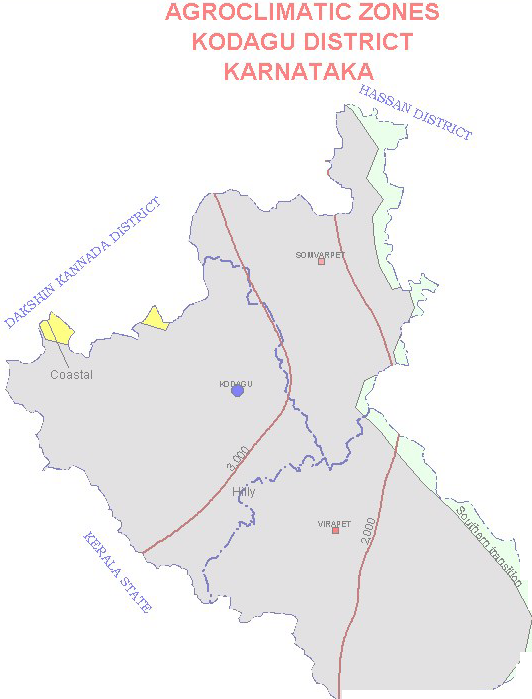 AGROCLIMATIC ZONES
KODAGU DISTRICT
KARNATAKA
HASSAN DISTRICT
DAKSHIN KANNADA DISTRICT
SOMVARPET
Coastal
KODAGU
3,000
Hilly
VIRAPET
2,000
Southern transition
KERALA STATE